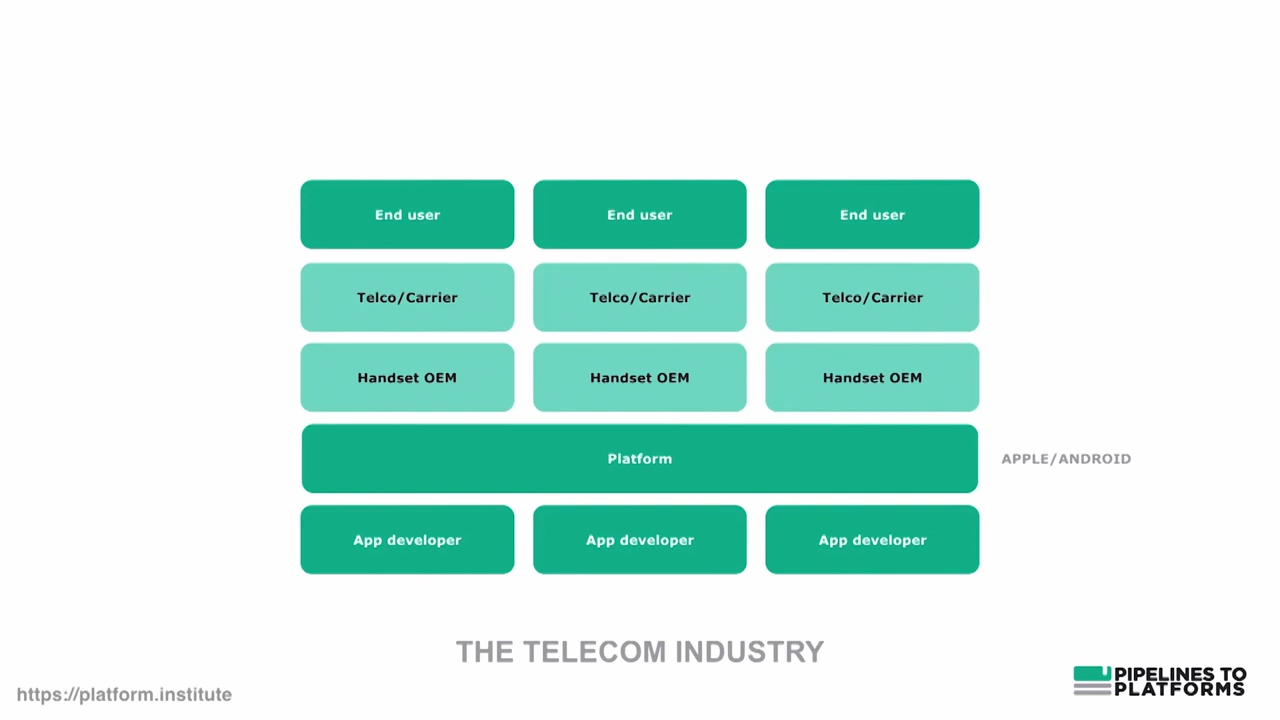 End user
End user
End user
Telco/Carrier
Telco/Carrier
Telco/Carrier
Handset OEM
Handset OEM
Handset OEM
Platform
APPLE/ANDROID
App developer
App developer
App developer
THE TELECOM INDUSTRY
https://platform.institute
PIPELINES TO
PLATFORMS